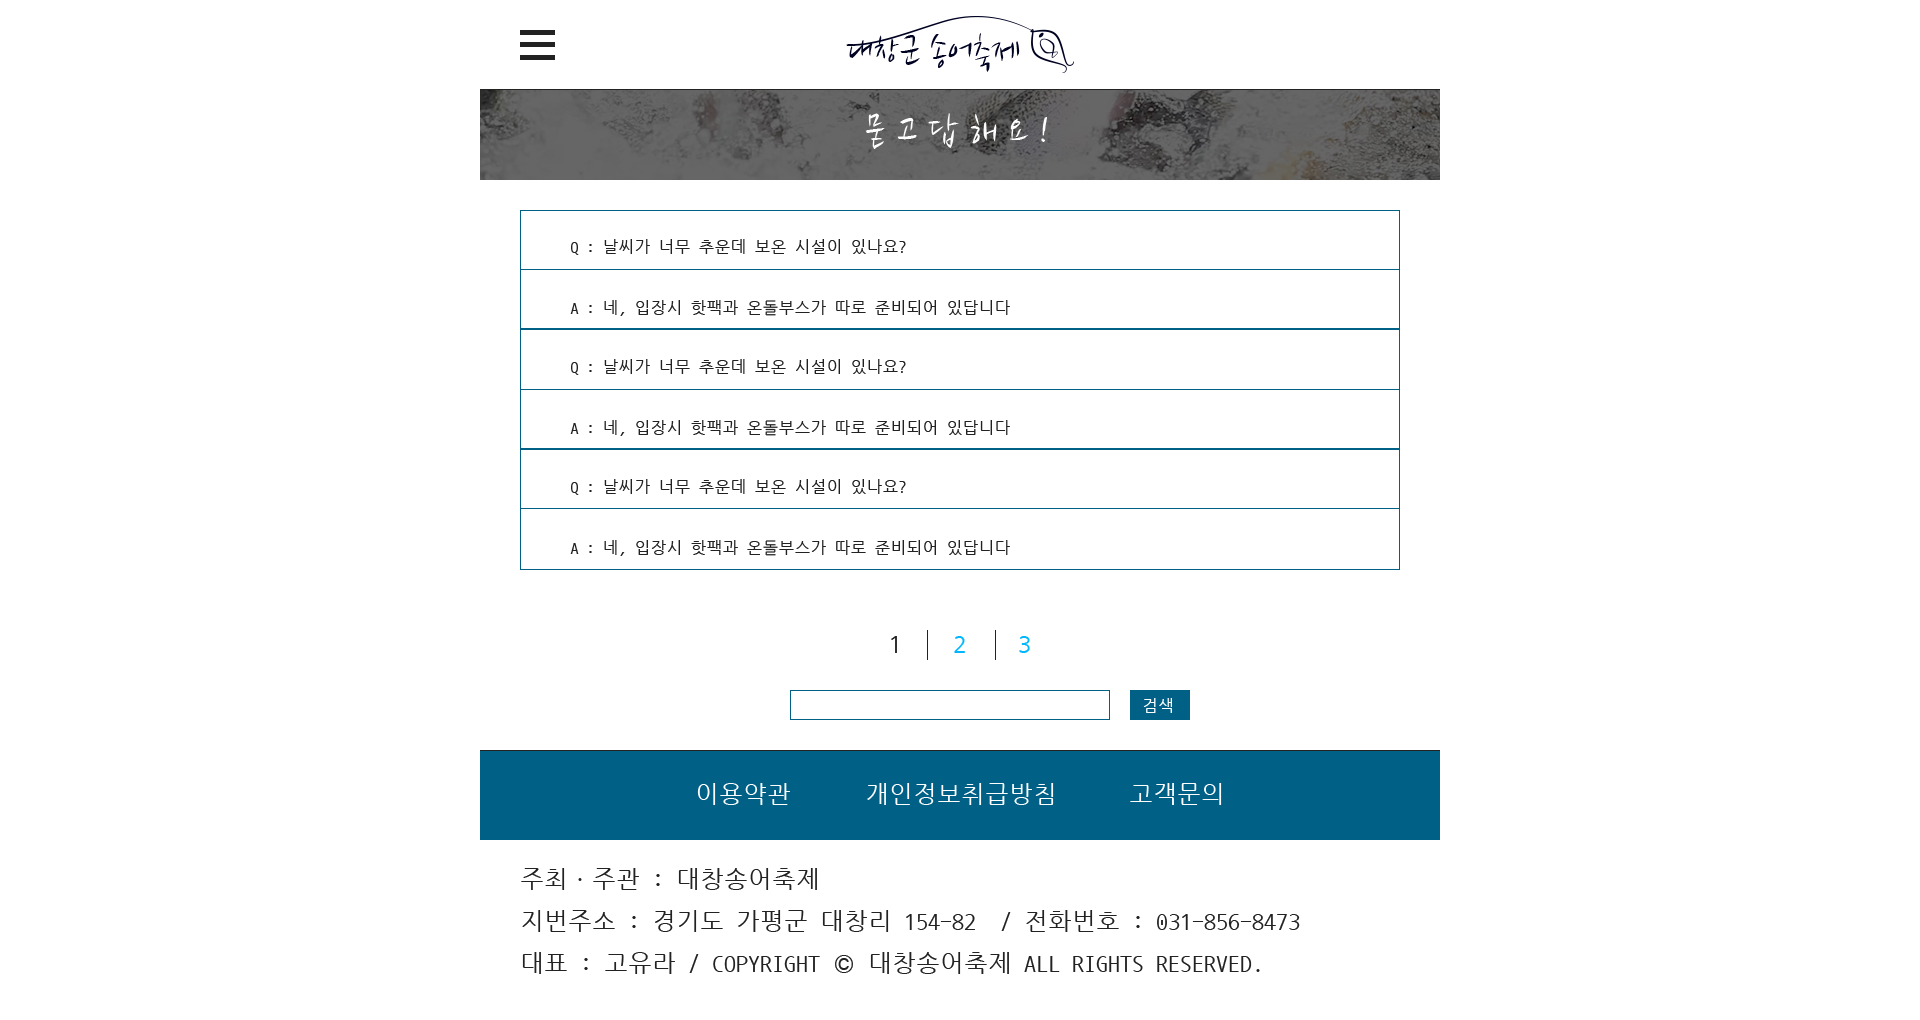 대창군 송어축제
묻고답해요!
Q : 날씨가 너무 추운데 보온 시설이 있나요?
A : 네, 입장시 핫팩과 온돌부스가 따로 준비되어 있답니다
Q : 날씨가 너무 추운데 보온 시설이 있나요?
A : 네, 입장시 핫팩과 온돌부스가 따로 준비되어 있답니다
Q : 날씨가 너무 추운데 보온 시설이 있나요?
A : 네, 입장시 핫팩과 온돌부스가 따로 준비되어 있답니다
1 2 3
검색
이용약관 개인정보취급방침 고객문의
주최·주관 : 대창송어축제
지번주소 : 경기도 가평군 대창리 154-82 / 전화번호 : 031-856-8473
대표 : 고유라 / COPYRIGHT © 대창송어축제 ALL RIGHTS RESERVED.